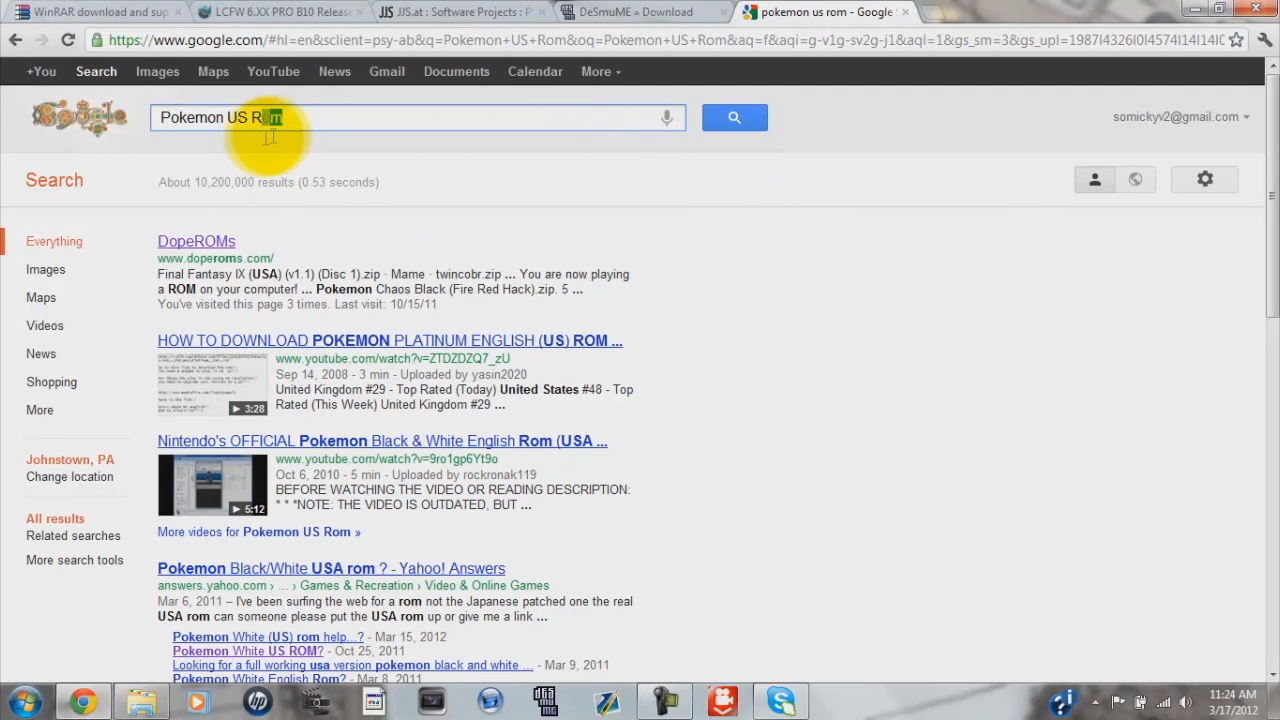 WinRAR download and sup
LCFW 6.XX PRO B10 Release
JJS.at : Software Projects : P
DeSmuME » Download
pokemon us rom - Google
https://www.google.com/#hl=en&sclient=psy-ab&q=Pokemon+US+Rom&oq=Pokemon+US+Rom&aq=f&aqi=g-v1g-sv2g-j&aql=1&gs_sm=3&gs_upl=1987l4326l0l4574l14l14l0
+You Search Images Maps YouTube News Gmail Documents Calendar More
Google
Pokemon US Rom
somickyv2@gmail.com
Search
About 10,200,000 results (0.53 seconds)
Everything
Images
Maps
Videos
News
Shopping
More
Johnstown, PA
Change location
All results
Related searches
More search tools
DopeROMs
www.doperoms.com/
Final Fantasy IX (USA) (v1.1) (Disc 1).zip · Mame · twincobr.zip ... You are now playing
a ROM on your computer! ... Pokemon Chaos Black (Fire Red Hack).zip. 5 ...
You've visited this page 3 times. Last visit: 10/15/11
HOW TO DOWNLOAD POKEMON PLATINUM ENGLISH (US) ROM ...
www.youtube.com/watch?v=ZTDZDZQ7_zU
Sep 14, 2008 - 3 min - Uploaded by yasin2020
United Kingdom #29 - Top Rated (Today) United States #48 - Top
Rated (This Week) United Kingdom #29 ...
3:28
Nintendo's OFFICIAL Pokemon Black & White English Rom (USA ...
www.youtube.com/watch?v=9ro1gp6Yt9o
Oct 6, 2010 - 5 min - Uploaded by rockronak119
BEFORE WATCHING THE VIDEO OR READING DESCRIPTION:
* * *NOTE: THE VIDEO IS OUTDATED, BUT ...
5:12
More videos for Pokemon US Rom »
Pokemon Black/White USA rom ? - Yahoo! Answers
answers.yahoo.com › ... › Games & Recreation › Video & Online Games
Mar 6, 2011 – I've been surfing the web for a rom not the Japanese patched one the real
USA rom can someone please put the USA rom up or give me a link ...
Pokemon White (US) rom help...? - Mar 15, 2012
Pokemon White US ROM? - Oct 25, 2011
Looking for a full working usa version pokemon black and white ... - Mar 9, 2011
Pokemon White English Rom? - Mar 8, 2011
11:24 AM
3/17/2012